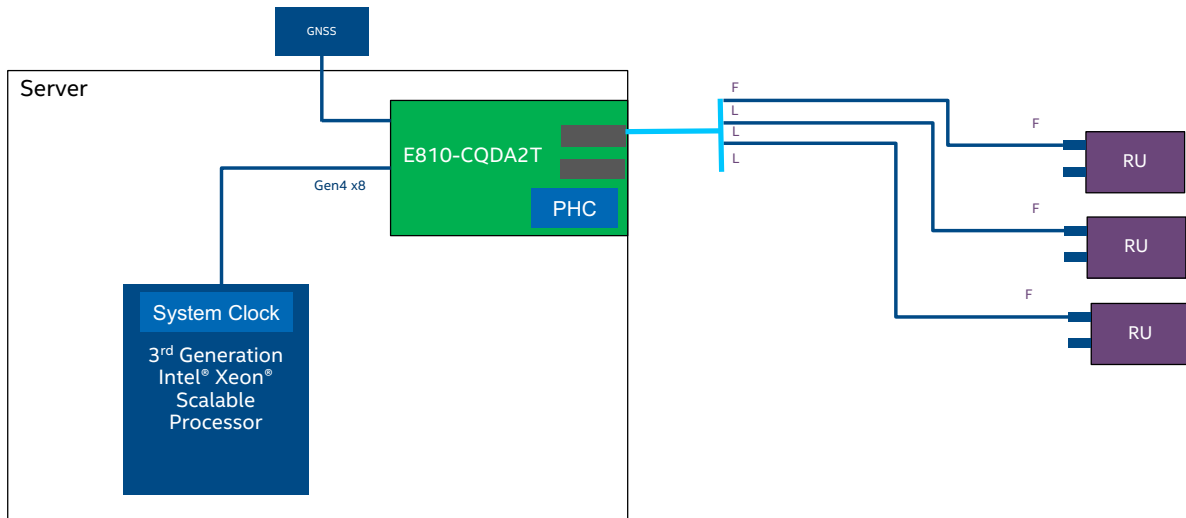 GNSS
Server
E810-CQDA2T
Gen4 x8
PHC
System Clock
3rd Generation
Intel® Xeon®
Scalable
Processor
F
L
L
L
F
RU
F
RU
F
RU